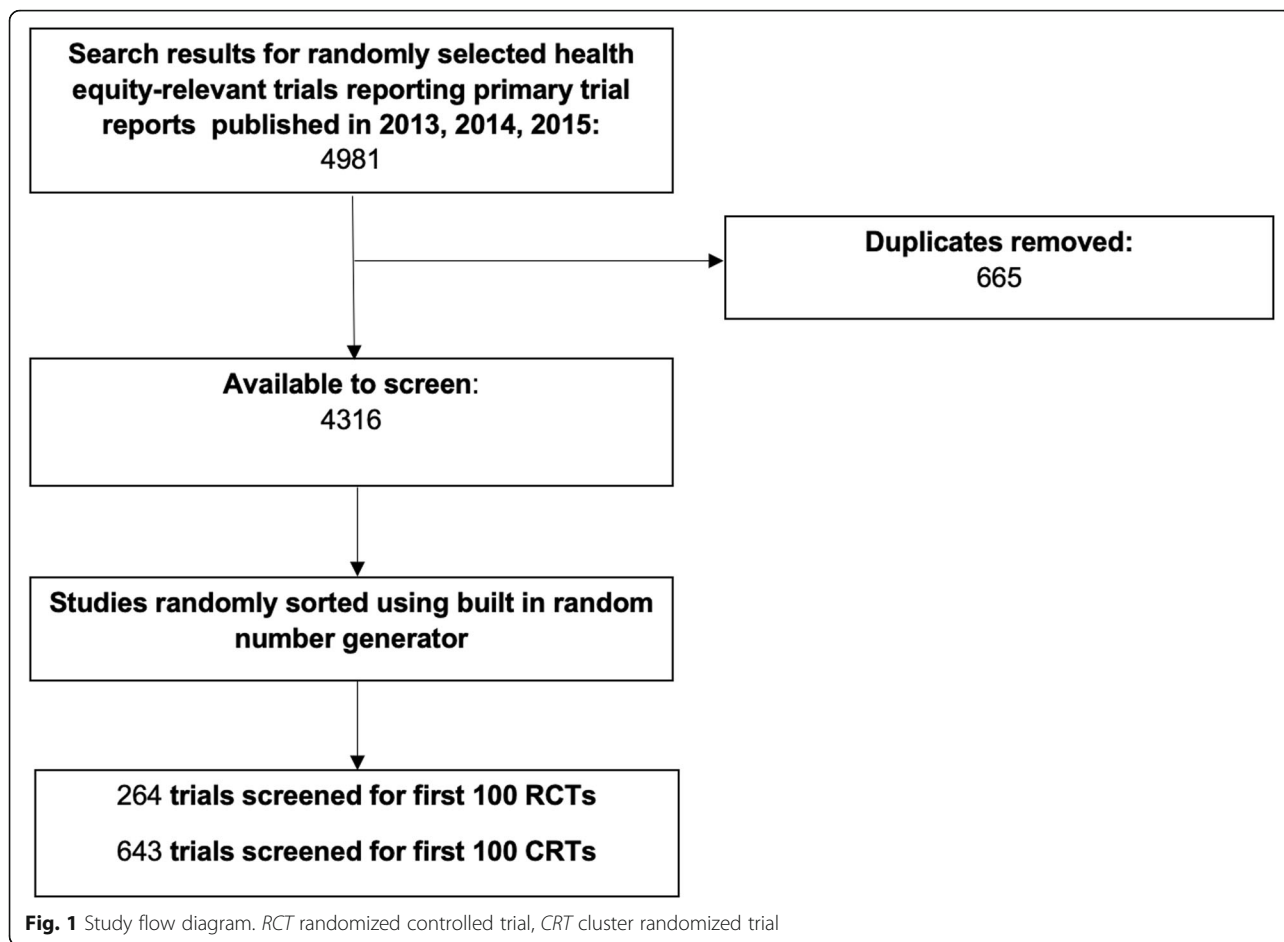 Search results for randomly selected health
equity-relevant trials reporting primary trial
reports published in 2013, 2014, 2015:
4981
Duplicates removed:
665
Available to screen:
4316
Studies randomly sorted using built in random
number generator
264 trials screened for first 100 RCTs
643 trials screened for first 100 CRTs
Fig. 1 Study flow diagram. RCT randomized controlled trial, CRT cluster randomized trial